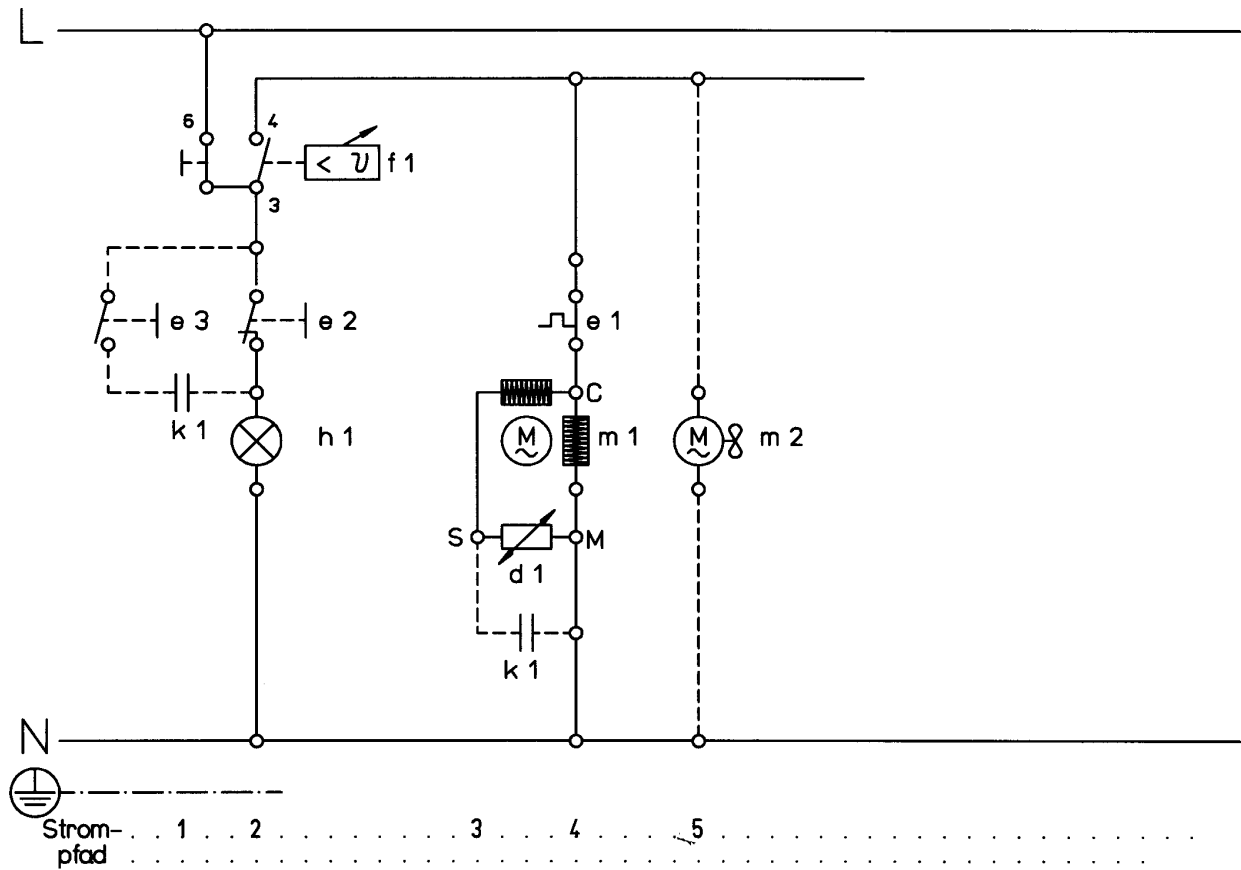 L
6
4
< ϑ f 1
3
e 3
e 2
e 1
C
k 1
h 1
M
~
m 1
M
~
m 2
S
M
d 1
k 1
N
Strom- . . 1 . . 2 . . . . . . . . 3 . . . 4 . . . . 5 . . . . . . . . . . . . . . . . . . . .
pfad . . . . . . . . . . . . . . . . . . . . . . . . . . . . . . . . . . . . . . . . .